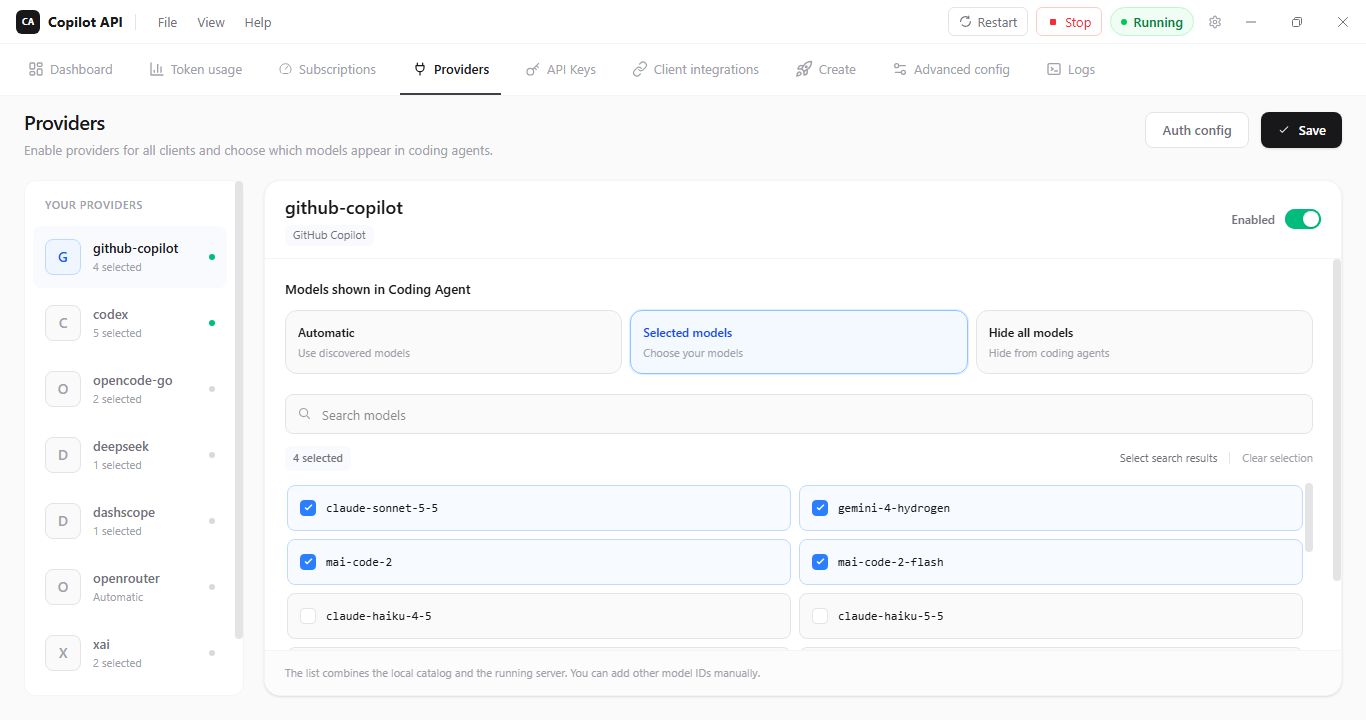 CA Copilot API File View Help Restart Stop Running
Dashboard Token usage Subscriptions Providers API Keys Client integrations Create Advanced config Logs
Providers
Enable providers for all clients and choose which models appear in coding agents.
Auth config Save
YOUR PROVIDERS
G github-copilot
4 selected
C codex
5 selected
O opencode-go
2 selected
D deepseek
1 selected
D dashscope
1 selected
O openrouter
Automatic
X xai
2 selected
github-copilot
GitHub Copilot
Enabled
Models shown in Coding Agent
Automatic
Use discovered models
Selected models
Choose your models
Hide all models
Hide from coding agents
Search models
4 selected Select search results Clear selection
claude-sonnet-5-5 gemini-4-hydrogen
mai-code-2 mai-code-2-flash
claude-haiku-4-5 claude-haiku-5-5
The list combines the local catalog and the running server. You can add other model IDs manually.